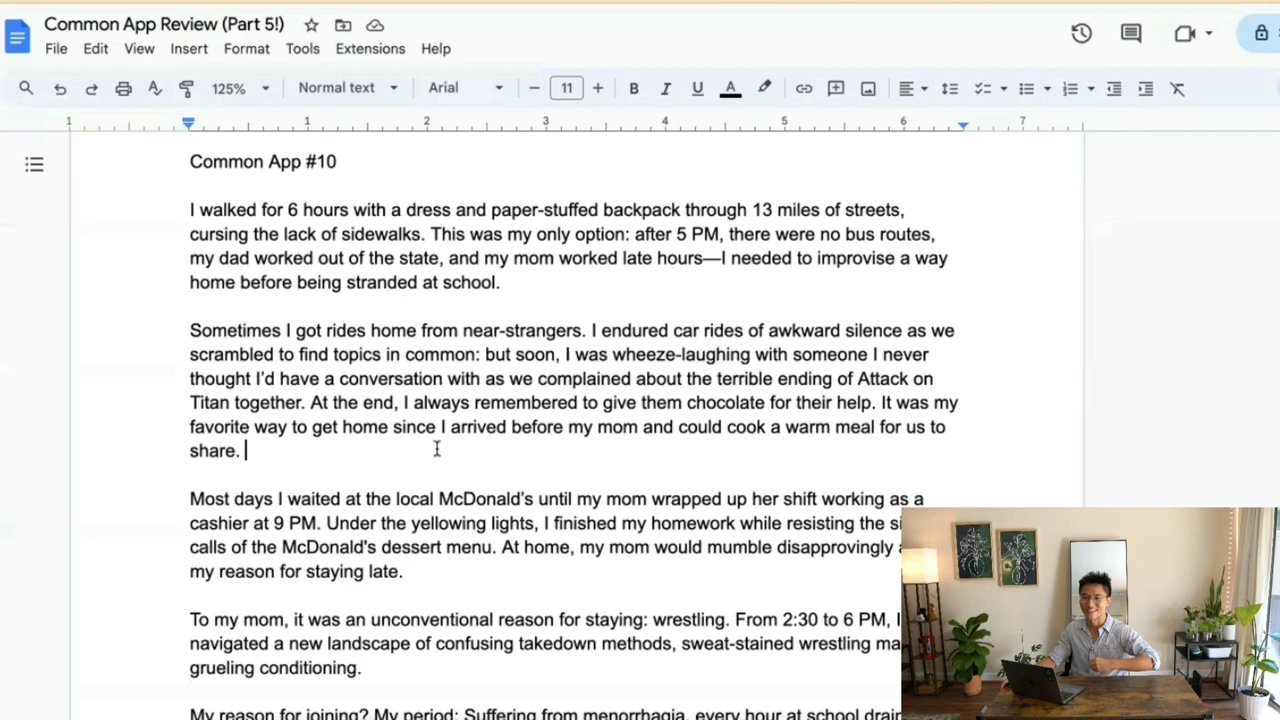 Common App Review (Part 5!)
File Edit View Insert Format Tools Extensions Help
125% Normal text Arial 11 B I U A
1 1 2 3 4 5 6 7
Common App #10
I walked for 6 hours with a dress and paper-stuffed backpack through 13 miles of streets,
cursing the lack of sidewalks. This was my only option: after 5 PM, there were no bus routes,
my dad worked out of the state, and my mom worked late hours—I needed to improvise a way
home before being stranded at school.
Sometimes I got rides home from near-strangers. I endured car rides of awkward silence as we
scrambled to find topics in common: but soon, I was wheeze-laughing with someone I never
thought I'd have a conversation with as we complained about the terrible ending of Attack on
Titan together. At the end, I always remembered to give them chocolate for their help. It was my
favorite way to get home since I arrived before my mom and could cook a warm meal for us to
share.
Most days I waited at the local McDonald's until my mom wrapped up her shift working as a
cashier at 9 PM. Under the yellowing lights, I finished my homework while resisting the
calls of the McDonald's dessert menu. At home, my mom would mumble disapprovingly
my reason for staying late.
To my mom, it was an unconventional reason for staying: wrestling. From 2:30 to 6 PM, I
navigated a new landscape of confusing takedown methods, sweat-stained wrestling
grueling conditioning.
My reason for joining? My period: Suffering from menorrhagia, every hour at school